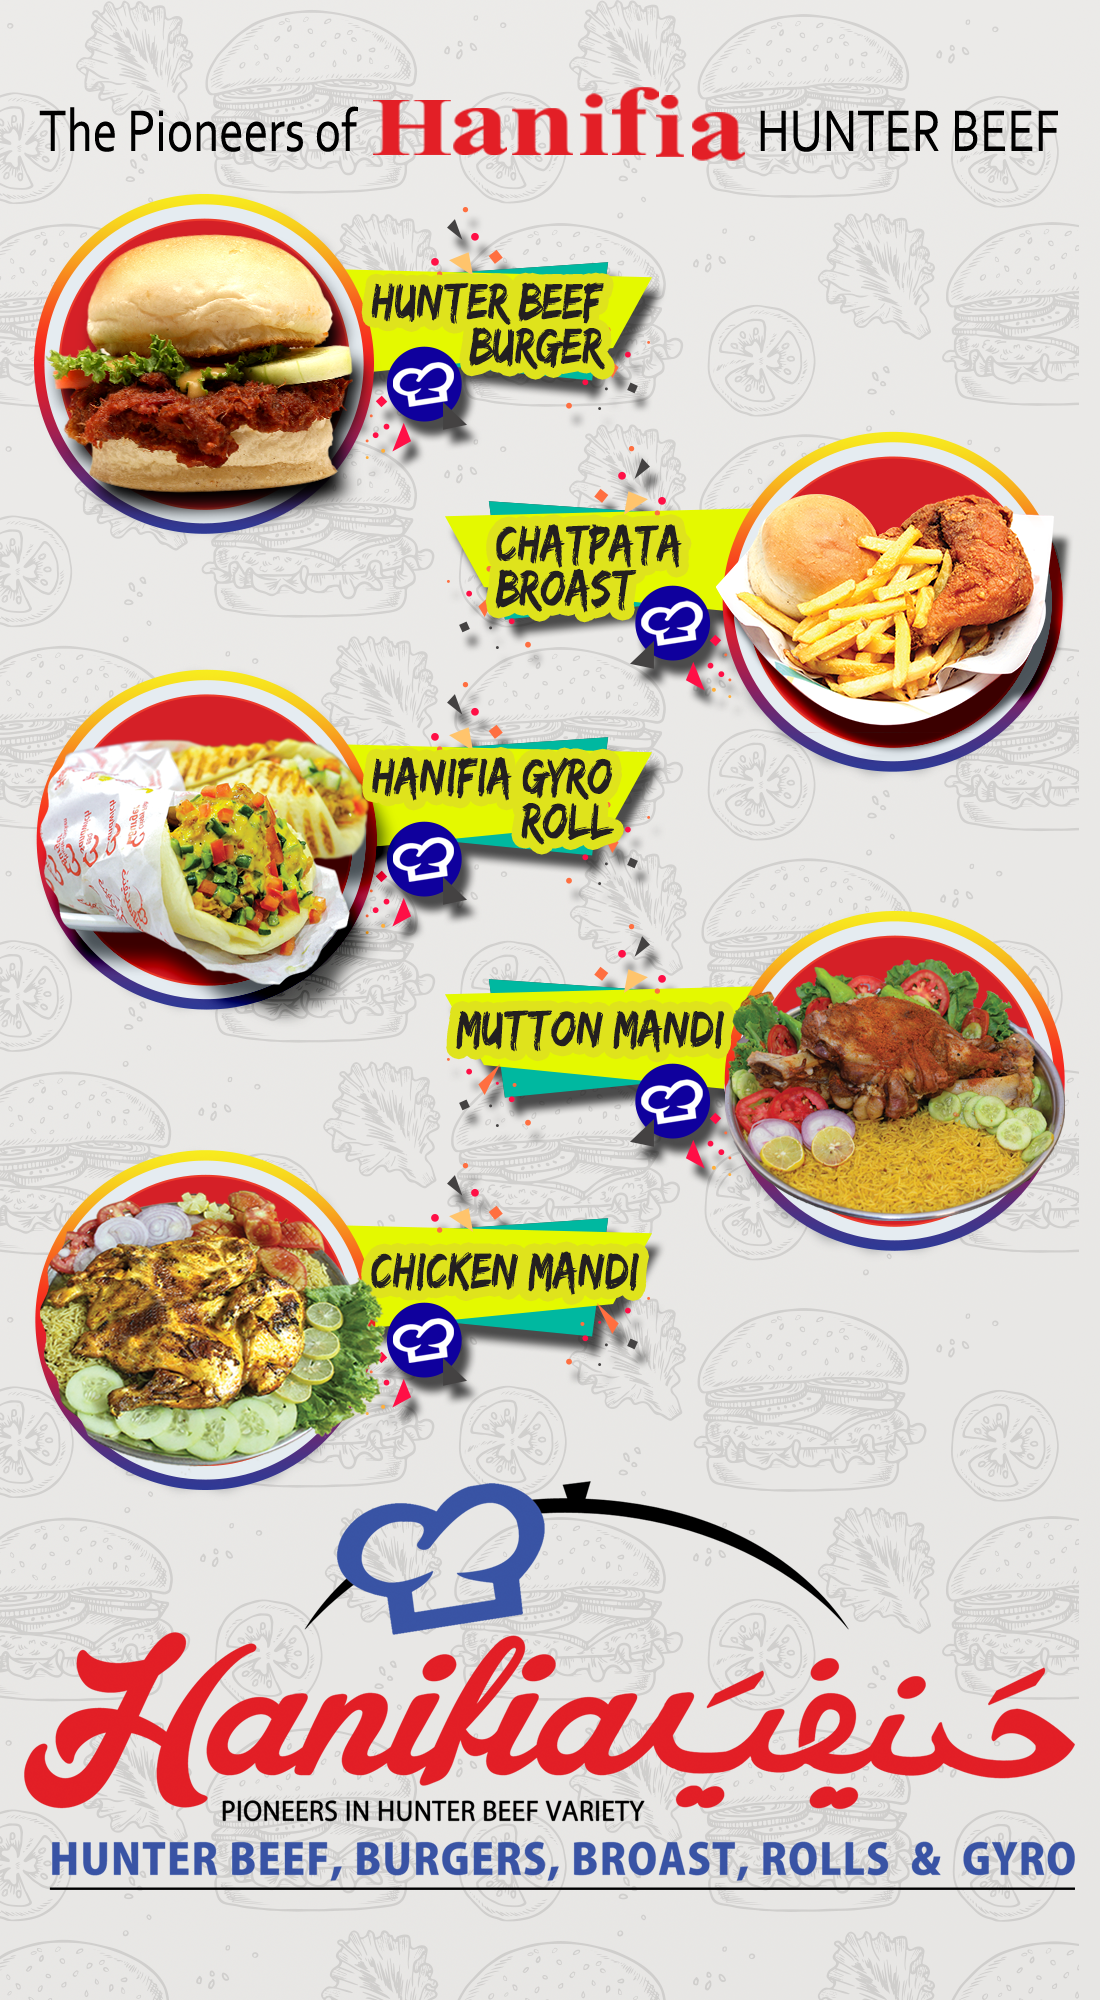 The Pioneers of Hanifia HUNTER BEEF
HUNTER BEEF
BURGER
CHATPATA
BROAST
HANIFIA GYRO
ROLL
MUTTON MANDI
CHICKEN MANDI
Hanifia حنیفیہ
PIONEERS IN HUNTER BEEF VARIETY
HUNTER BEEF, BURGERS, BROAST, ROLLS & GYRO